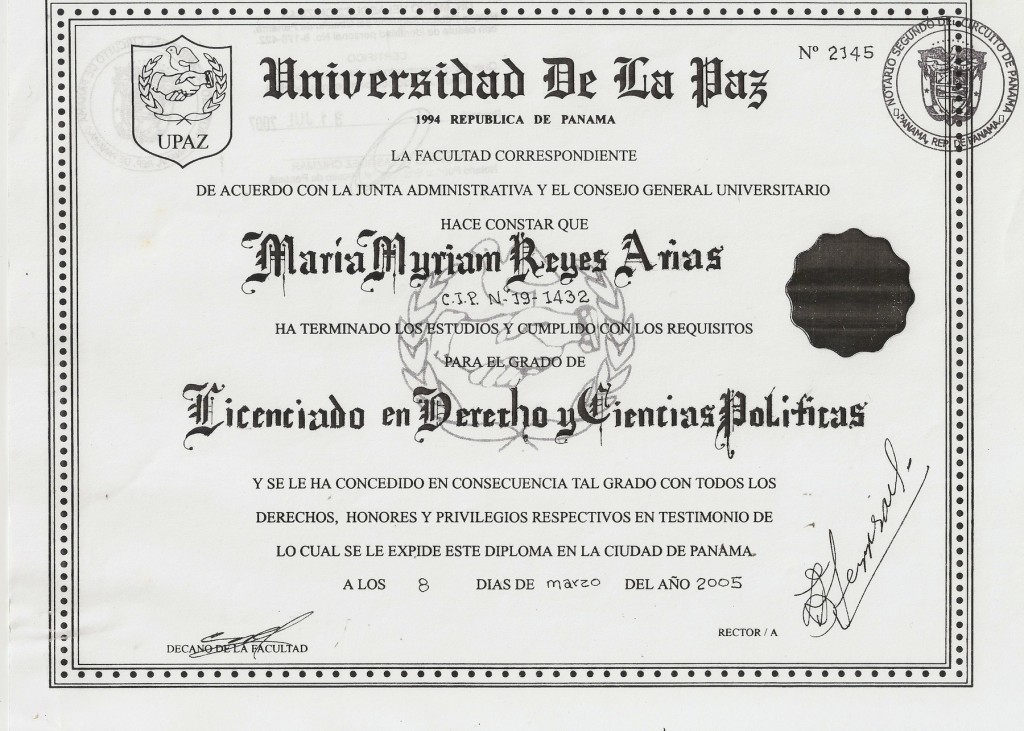 Nº 2145
NOTARIO SEGUNDO DEL CIRCUITO DE PANAMA
PANAMA, REP. DE PANAMA
UPAZ
Universidad De La Paz
1994 REPUBLICA DE PANAMA
LA FACULTAD CORRESPONDIENTE
DE ACUERDO CON LA JUNTA ADMINISTRATIVA Y EL CONSEJO GENERAL UNIVERSITARIO
HACE CONSTAR QUE
María Myriam Reyes Arias
C.I.P. N-19-1432
HA TERMINADO LOS ESTUDIOS Y CUMPLIDO CON LOS REQUISITOS
PARA EL GRADO DE
Licenciado en Derecho y Ciencias Políticas
Y SE LE HA CONCEDIDO EN CONSECUENCIA TAL GRADO CON TODOS LOS
DERECHOS, HONORES Y PRIVILEGIOS RESPECTIVOS EN TESTIMONIO DE
LO CUAL SE LE EXPIDE ESTE DIPLOMA EN LA CIUDAD DE PANAMÁ.
A LOS 8 DIAS DE marzo DEL AÑO 2005
RECTOR / A
DECANO DE LA FACULTAD